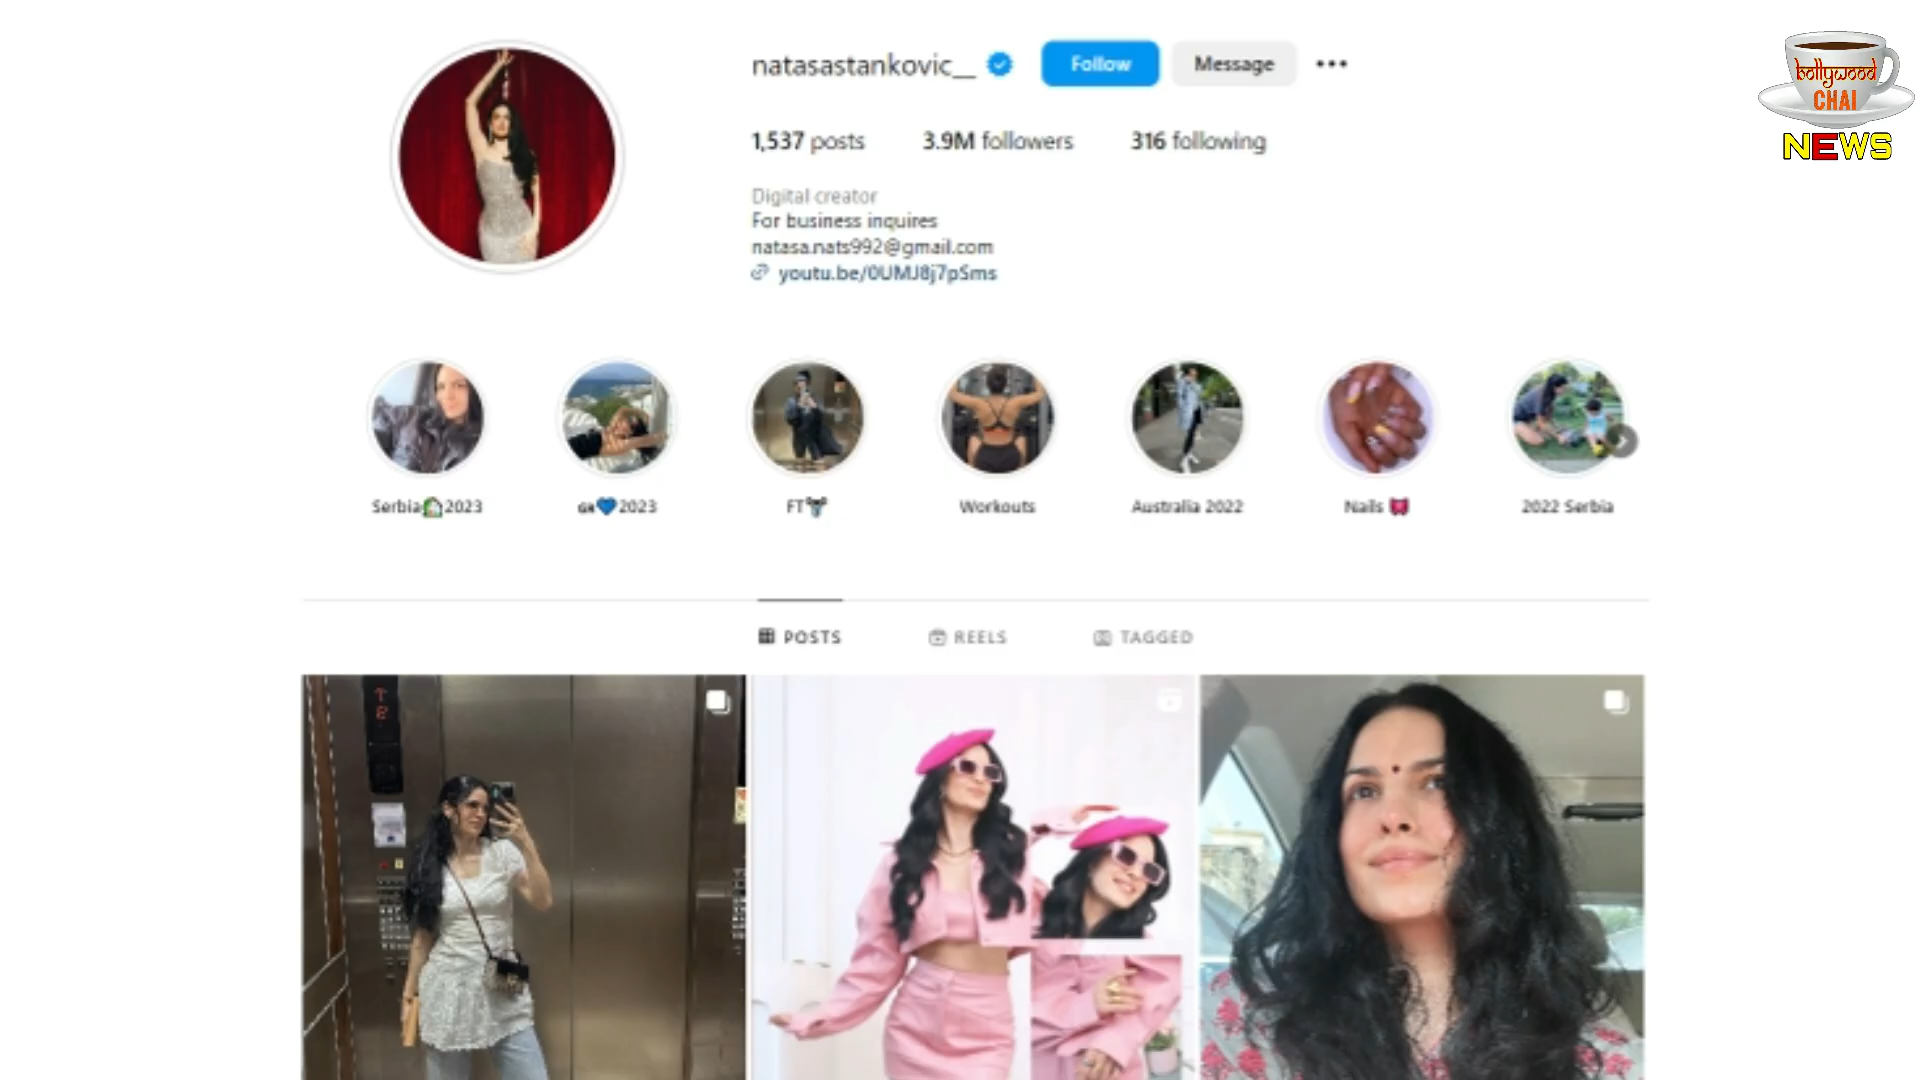 natasastankovic__
Follow
Message
1,537 posts
3.9M followers
316 following
Digital creator
For business inquires
natasa.nats992@gmail.com
youtu.be/0UMJ8j7pSms
Serbia 2023
GR💙2023
FT
Workouts
Australia 2022
Nails
2022 Serbia
POSTS
REELS
TAGGED
bollywood
CHAI
NEWS